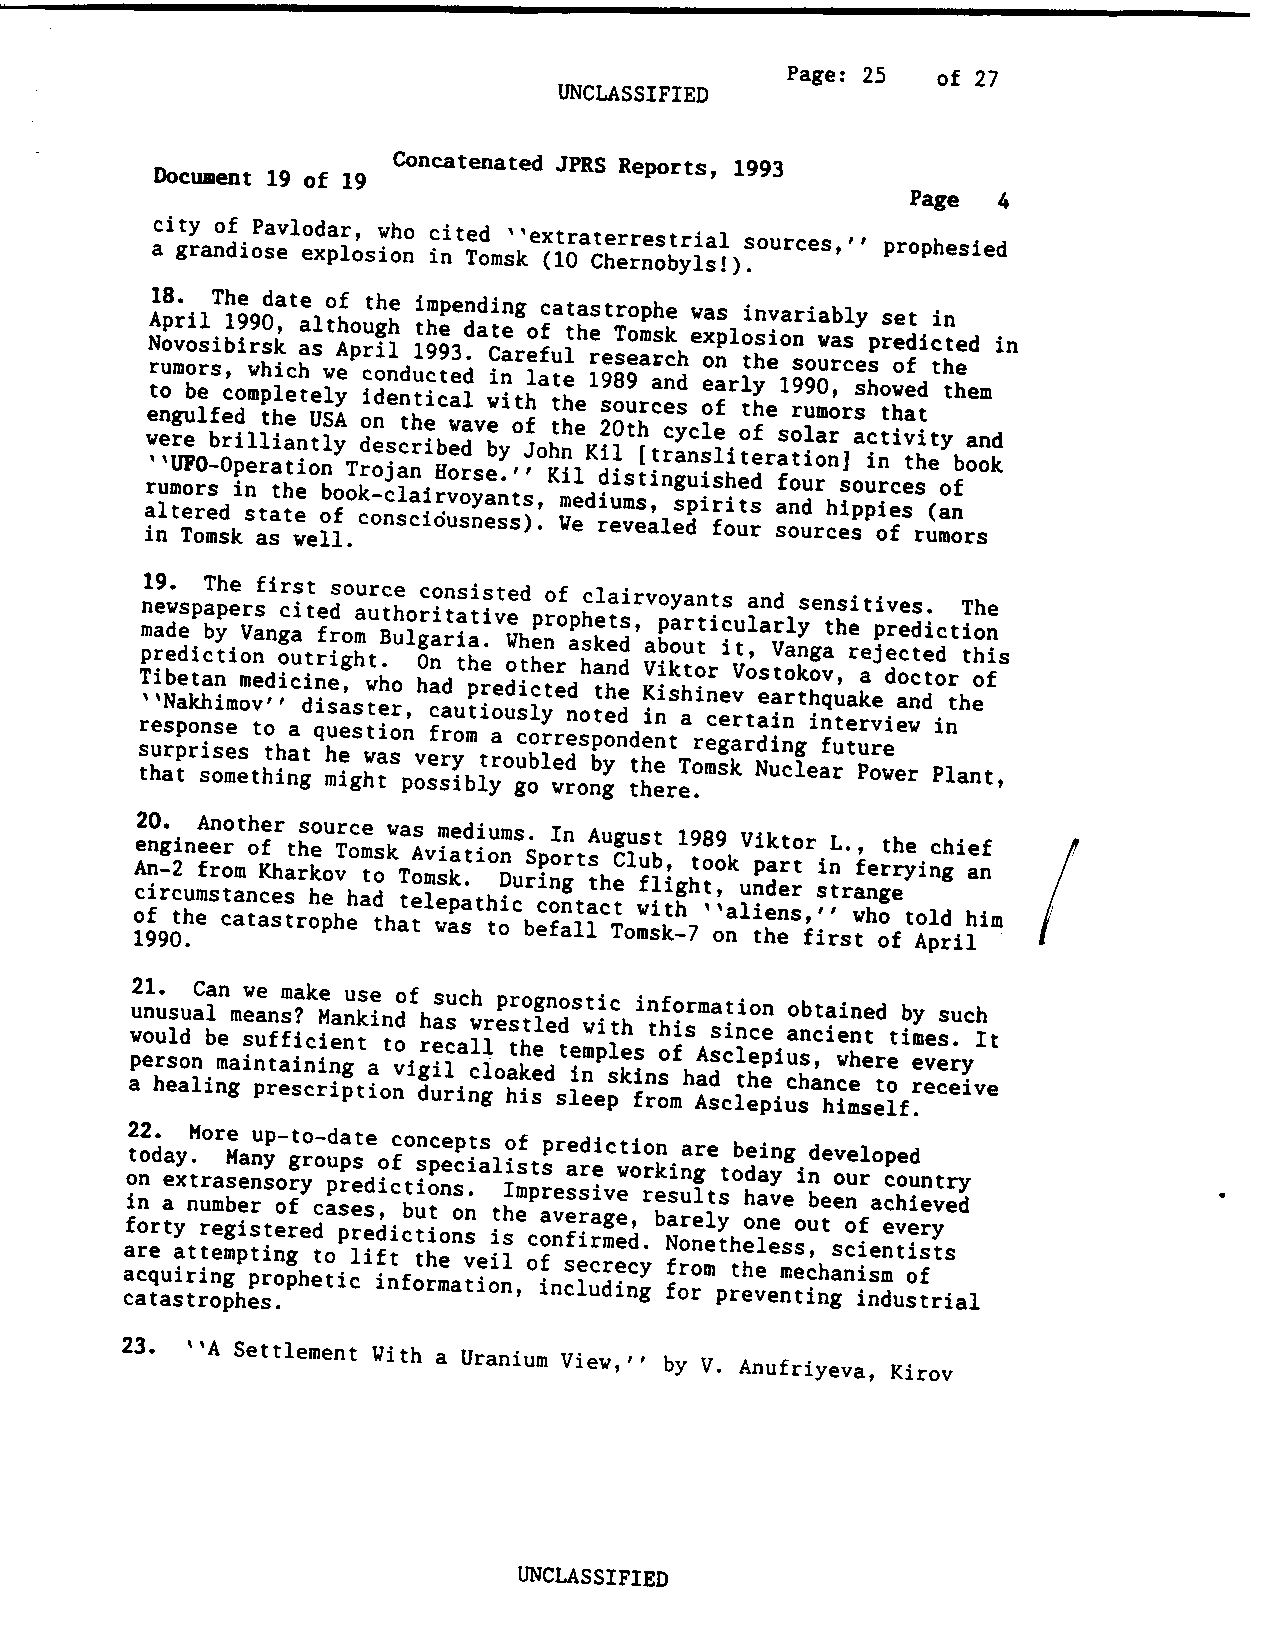 Page: 25 of 27
UNCLASSIFIED
Concatenated JPRS Reports, 1993
Document 19 of 19
Page 4
city of Pavlodar, who cited ``extraterrestrial sources,'' prophesied
a grandiose explosion in Tomsk (10 Chernobyls!).
18. The date of the impending catastrophe was invariably set in
April 1990, although the date of the Tomsk explosion was predicted in
Novosibirsk as April 1993. Careful research on the sources of the
rumors, which we conducted in late 1989 and early 1990, showed them
to be completely identical with the sources of the rumors that
engulfed the USA on the wave of the 20th cycle of solar activity and
were brilliantly described by John Kil [transliteration] in the book
``UFO-Operation Trojan Horse.'' Kil distinguished four sources of
rumors in the book-clairvoyants, mediums, spirits and hippies (an
altered state of consciousness). We revealed four sources of rumors
in Tomsk as well.
19. The first source consisted of clairvoyants and sensitives. The
newspapers cited authoritative prophets, particularly the prediction
made by Vanga from Bulgaria. When asked about it, Vanga rejected this
prediction outright. On the other hand Viktor Vostokov, a doctor of
Tibetan medicine, who had predicted the Kishinev earthquake and the
``Nakhimov'' disaster, cautiously noted in a certain interview in
response to a question from a correspondent regarding future
surprises that he was very troubled by the Tomsk Nuclear Power Plant,
that something might possibly go wrong there.
20. Another source was mediums. In August 1989 Viktor L., the chief
engineer of the Tomsk Aviation Sports Club, took part in ferrying an
An-2 from Kharkov to Tomsk. During the flight, under strange
circumstances he had telepathic contact with ``aliens,'' who told him
of the catastrophe that was to befall Tomsk-7 on the first of April
1990.
21. Can we make use of such prognostic information obtained by such
unusual means? Mankind has wrestled with this since ancient times. It
would be sufficient to recall the temples of Asclepius, where every
person maintaining a vigil cloaked in skins had the chance to receive
a healing prescription during his sleep from Asclepius himself.
22. More up-to-date concepts of prediction are being developed
today. Many groups of specialists are working today in our country
on extrasensory predictions. Impressive results have been achieved
in a number of cases, but on the average, barely one out of every
forty registered predictions is confirmed. Nonetheless, scientists
are attempting to lift the veil of secrecy from the mechanism of
acquiring prophetic information, including for preventing industrial
catastrophes.
23. ``A Settlement With a Uranium View,'' by V. Anufriyeva, Kirov
UNCLASSIFIED